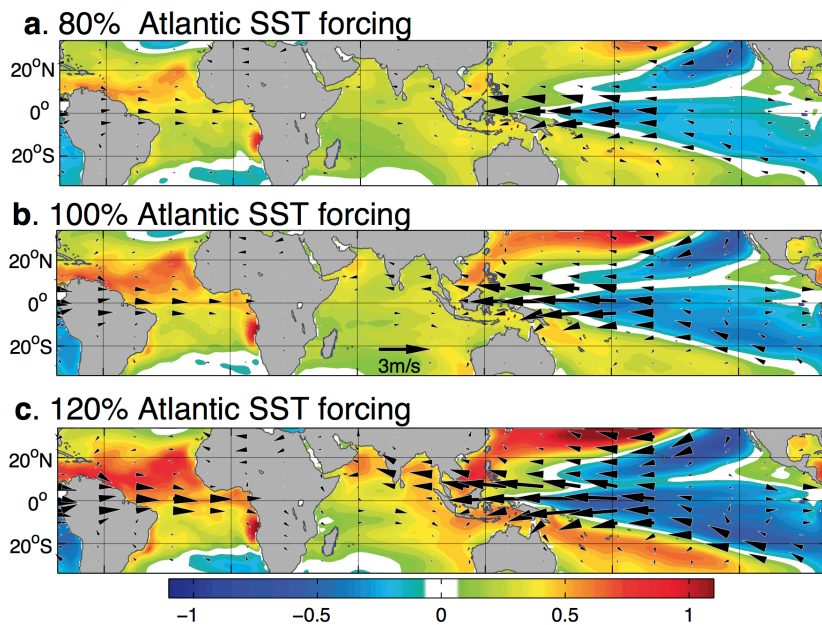 a. 80% Atlantic SST forcing
20°N
0°
20°S
b. 100% Atlantic SST forcing
20°N
0°
20°S
3m/s
c. 120% Atlantic SST forcing
20°N
0°
20°S
−1 −0.5 0 0.5 1